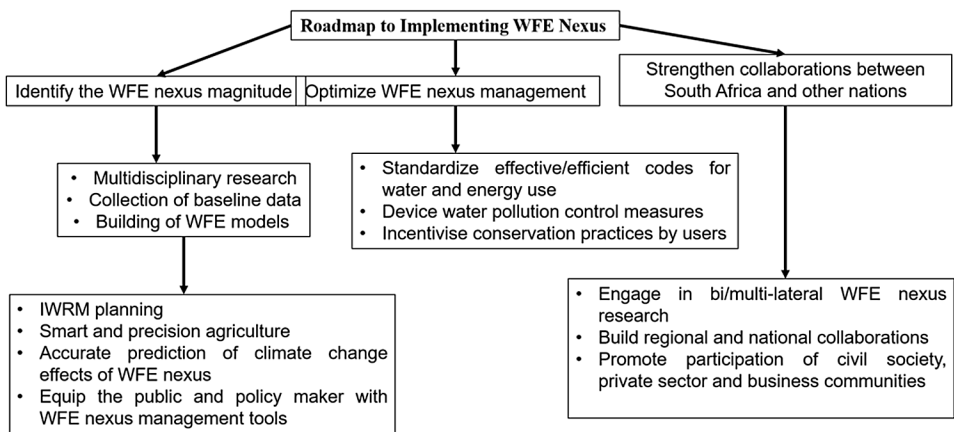 Roadmap to Implementing WFE Nexus
Identify the WFE nexus magnitude
Optimize WFE nexus management
Strengthen collaborations between
South Africa and other nations
• Multidisciplinary research
• Collection of baseline data
• Building of WFE models
• Standardize effective/efficient codes for
water and energy use
• Device water pollution control measures
• Incentivise conservation practices by users
• IWRM planning
• Smart and precision agriculture
• Accurate prediction of climate change
effects of WFE nexus
• Equip the public and policy maker with
WFE nexus management tools
• Engage in bi/multi-lateral WFE nexus
research
• Build regional and national collaborations
• Promote participation of civil society,
private sector and business communities